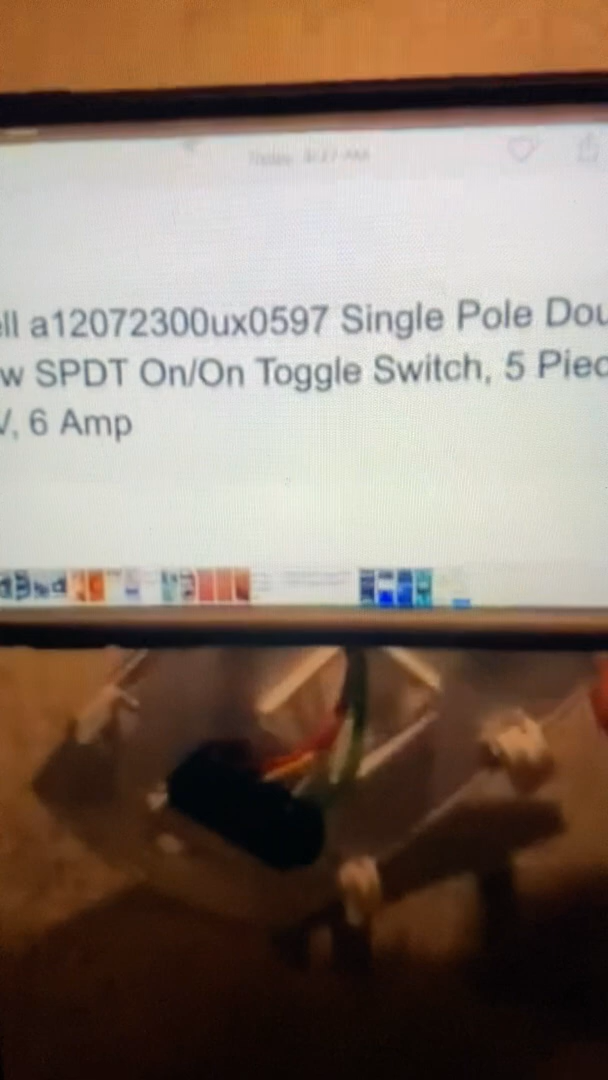 ll a12072300ux0597 Single Pole Dou
w SPDT On/On Toggle Switch, 5 Piec
, 6 Amp